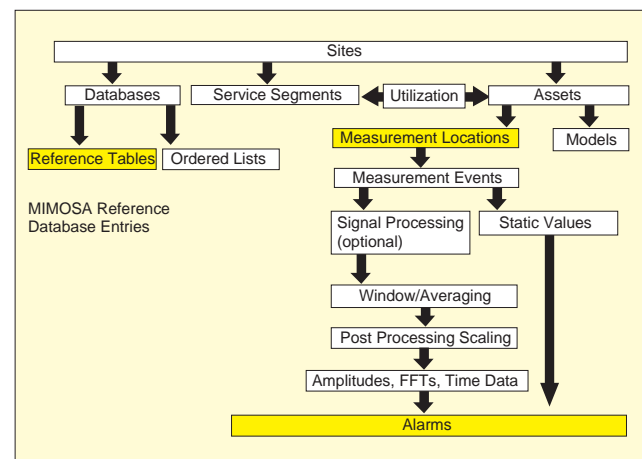 Sites
Databases
Service Segments
Utilization
Assets
Reference Tables
Ordered Lists
Measurement Locations
Models
Measurement Events
MIMOSA Reference
Database Entries
Signal Processing
(optional)
Static Values
Window/Averaging
Post Processing Scaling
Amplitudes, FFTs, Time Data
Alarms